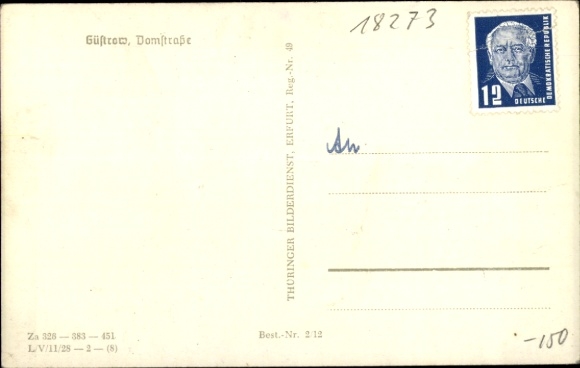 Güstrow, Domstraße
18273
12
DEUTSCHE
DEMOKRATISCHE REPUBLIK
An
THÜRINGER BILDERDIENST, ERFURT, Reg.-Nr. 49
Za 328 — 383 — 451
L/V/11/28 — 2 — (8)
Best.-Nr. 2/12
-150